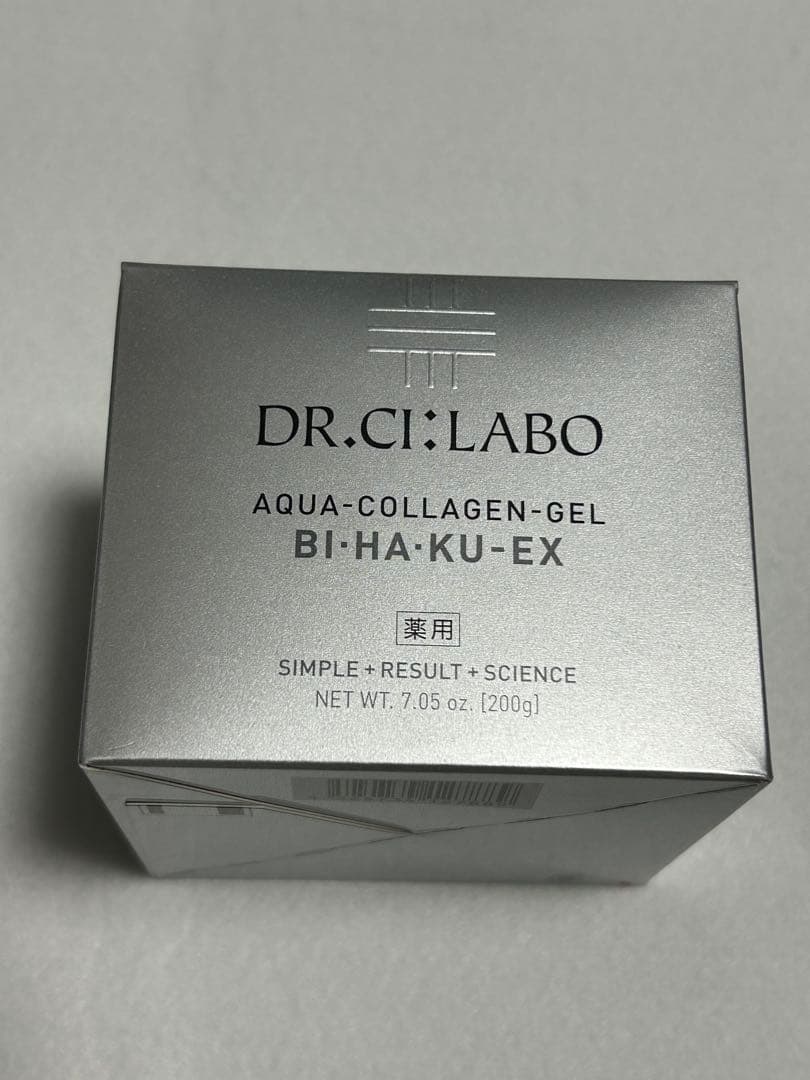 DR.CI:LABO
AQUA-COLLAGEN-GEL
BI·HA·KU-EX
薬用
SIMPLE+RESULT+SCIENCE
NET WT. 7.05 oz. [200g]